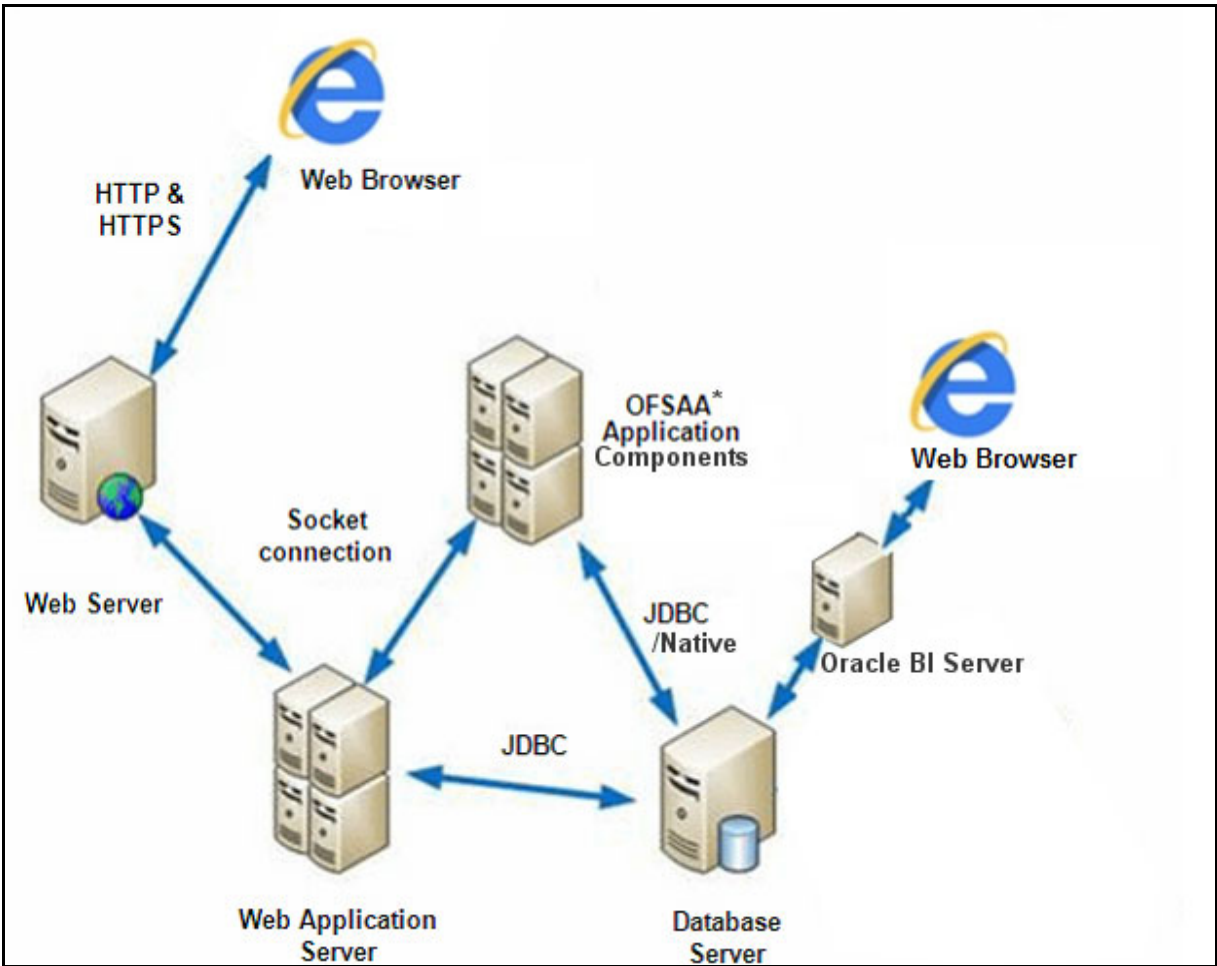 Web Browser
HTTP &
HTTPS
OFSAA*
Application
Components
Web Browser
Socket
connection
Web Server
JDBC
/Native
Oracle BI Server
JDBC
Web Application
Server
Database
Server